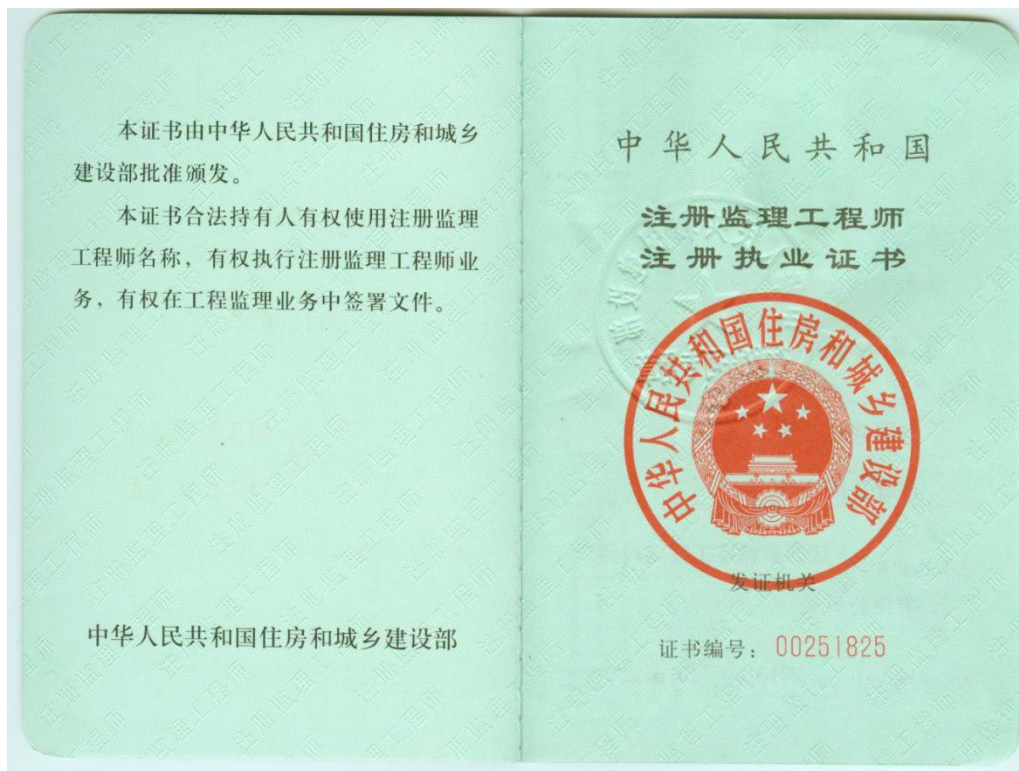 本证书由中华人民共和国住房和城乡
建设部批准颁发。
本证书合法持有人有权使用注册监理
工程师名称，有权执行注册监理工程师业
务，有权在工程监理业务中签署文件。
中华人民共和国住房和城乡建设部
中华人民共和国
注册监理工程师
注册执业证书
中华人民共和国住房和城乡建设部
发证机关
证书编号：00251825